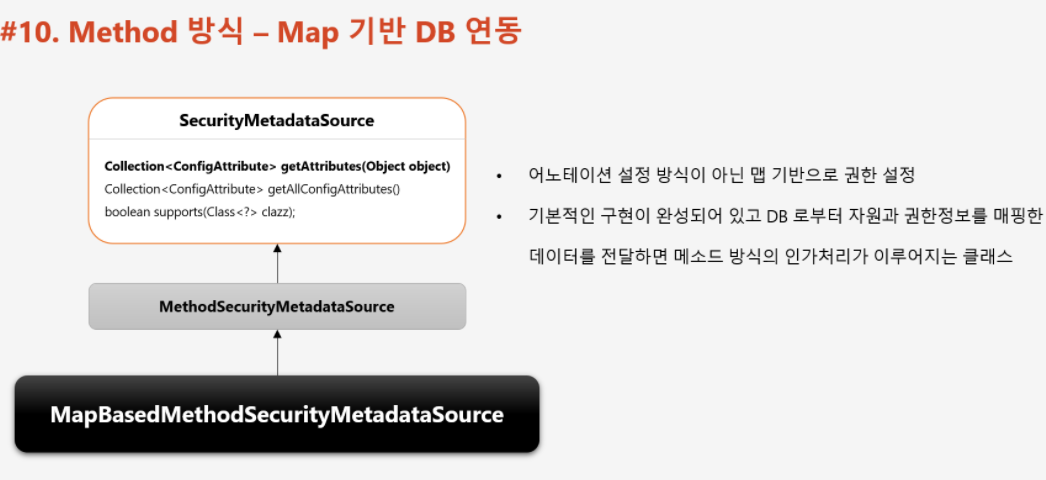 #10. Method 방식 – Map 기반 DB 연동
SecurityMetadataSource
Collection<ConfigAttribute> getAttributes(Object object)
Collection<ConfigAttribute> getAllConfigAttributes()
boolean supports(Class<?> clazz);
MethodSecurityMetadataSource
MapBasedMethodSecurityMetadataSource
• 어노테이션 설정 방식이 아닌 맵 기반으로 권한 설정
• 기본적인 구현이 완성되어 있고 DB 로부터 자원과 권한정보를 매핑한
데이터를 전달하면 메소드 방식의 인가처리가 이루어지는 클래스